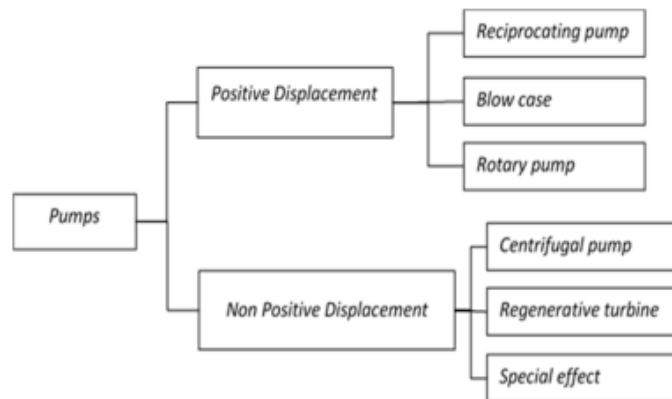 Pumps
Positive Displacement
Reciprocating pump
Blow case
Rotary pump
Non Positive Displacement
Centrifugal pump
Regenerative turbine
Special effect